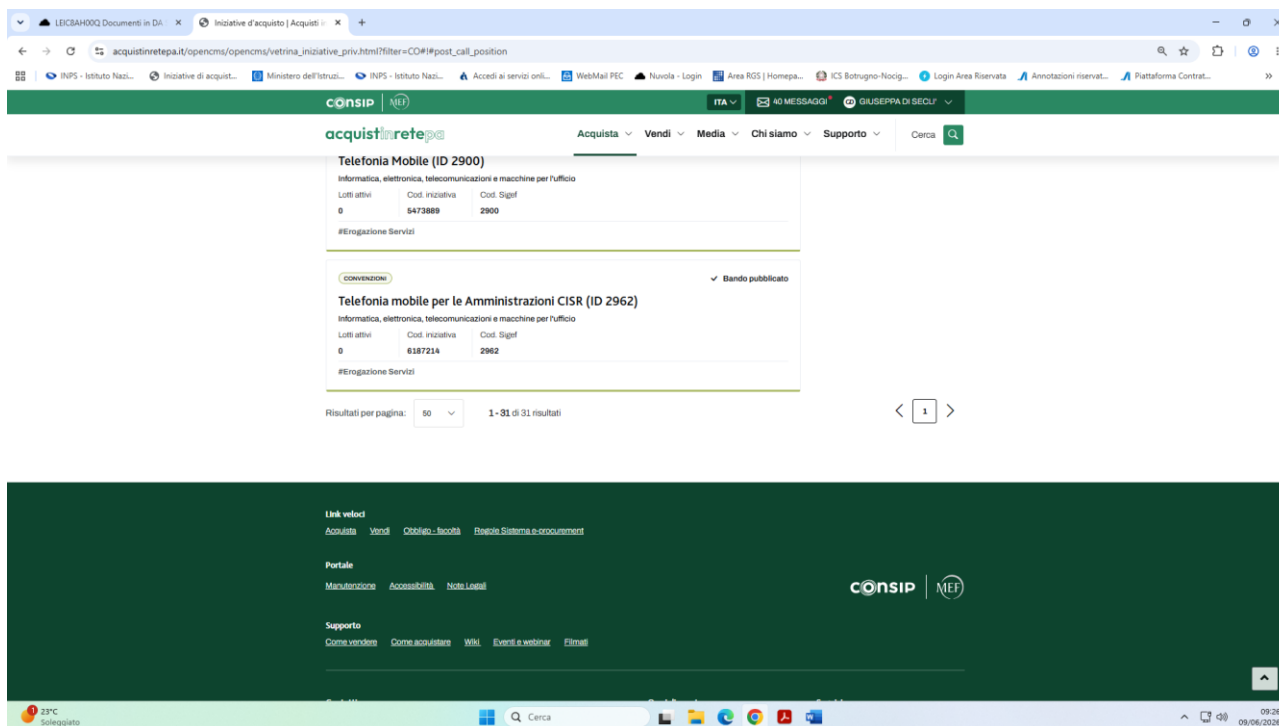 LEIC8AH00Q Documenti in DA
Iniziative d'acquisto | Acquisti i
acquistinretepa.it/opencms/opencms/vetrina_iniziative_priv.html?filter=CO#!#post_call_position
INPS - Istituto Nazi... Iniziative di acquist... Ministero dell'Istruzi... INPS - Istituto Nazi... Accedi ai servizi onli... WebMail PEC Nuvola - Login Area RGS | Homepa... ICS Botrugno-Nocig... Login Area Riservata Annotazioni riservat... Piattaforma Contrat...
CONSIP MEF ITA 40 MESSAGGI GIUSEPPA DI SECLI'
acquistinretepa Acquista Vendi Media Chi siamo Supporto Cerca
Telefonia Mobile (ID 2900)
Informatica, elettronica, telecomunicazioni e macchine per l'ufficio
Lotti attivi Cod. iniziativa Cod. Sigef
0 5473889 2900
#Erogazione Servizi
CONVENZIONI Bando pubblicato
Telefonia mobile per le Amministrazioni CISR (ID 2962)
Informatica, elettronica, telecomunicazioni e macchine per l'ufficio
Lotti attivi Cod. iniziativa Cod. Sigef
0 6187214 2962
#Erogazione Servizi
Risultati per pagina: 50 1 - 31 di 31 risultati 1
Link veloci
Acquista Vendi Obbligo - facoltà Regole Sistema e-procurement
Portale
Manutenzione Accessibilità Note Legali
CONSIP MEF
Supporto
Come vendere Come acquistare Wiki Eventi e webinar Filmati
1 23°C
Soleggiato
Cerca
09:26